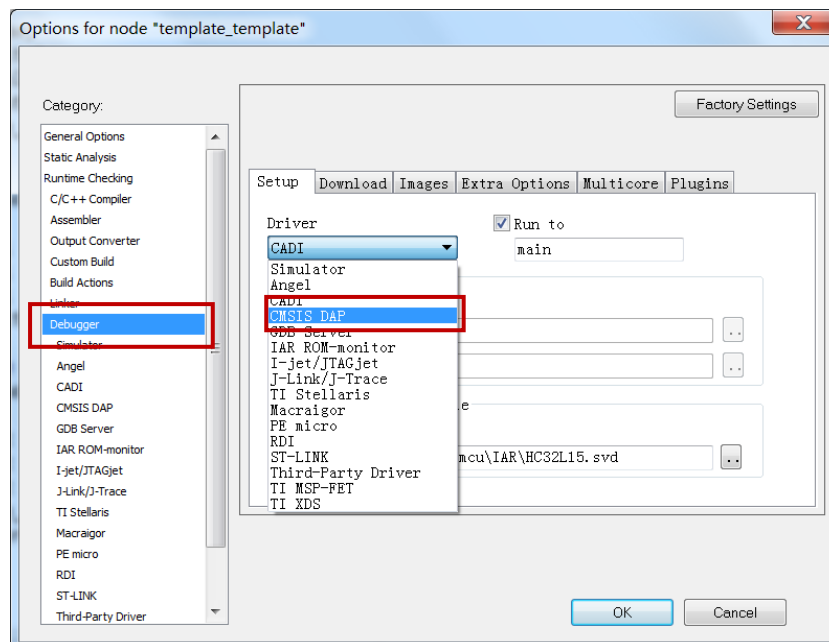 Options for node "template_template"
X
Factory Settings
Category:
General Options
Static Analysis
Runtime Checking
C/C++ Compiler
Assembler
Output Converter
Custom Build
Build Actions
Linker
Debugger
Simulator
Angel
CADI
CMSIS DAP
GDB Server
IAR ROM-monitor
I-jet/JTAGjet
J-Link/J-Trace
TI Stellaris
Macraigor
PE micro
RDI
ST-LINK
Third-Party Driver
Setup Download Images Extra Options Multicore Plugins
Driver
Run to
CADI
main
Simulator
Angel
CADI
CMSIS DAP
GDB Server
IAR ROM-monitor
I-jet/JTAGjet
J-Link/J-Trace
TI Stellaris
Macraigor
PE micro
RDI
ST-LINK
Third-Party Driver
TI MSP-FET
TI XDS
..
..
e
mcu\IAR\HC32L15.svd
..
OK Cancel